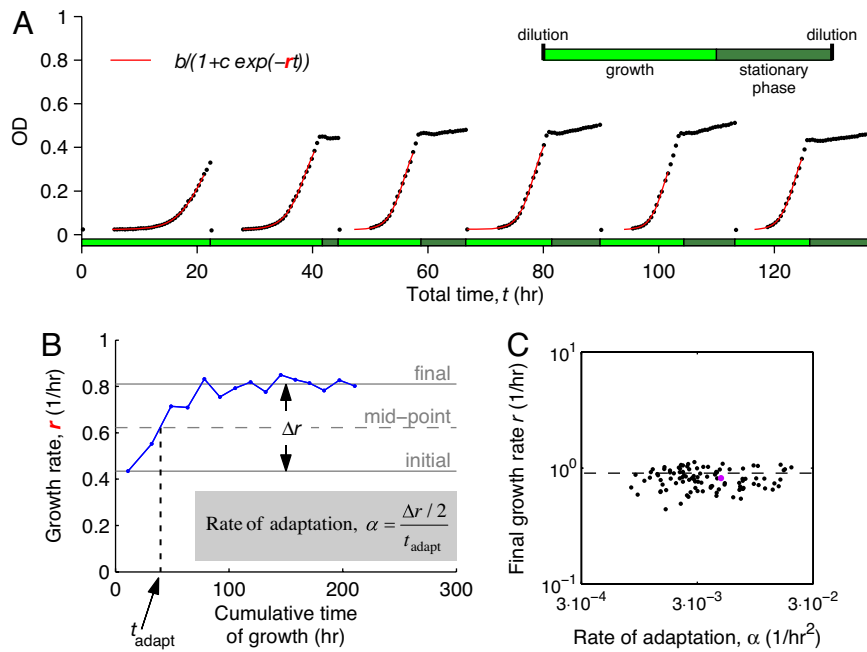 A
OD
1
0.8
0.6
0.4
0.2
0
b/(1+c exp(−rt))
dilution
dilution
growth
stationary
phase
0
20
40
60
80
100
120
Total time, t (hr)
B
Growth rate, r (1/hr)
1
0.8
0.6
0.4
0.2
0
final
mid−point
initial
Δr
Rate of adaptation, α = Δr / 2 / t_adapt
0
100
200
300
t_adapt
Cumulative time
of growth (hr)
C
Final growth rate r (1/hr)
10^1
10^0
10^−1
3·10^−4
3·10^−3
3·10^−2
Rate of adaptation, α (1/hr²)